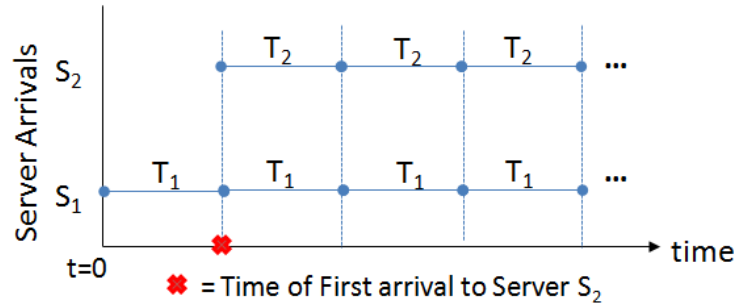 Server Arrivals
S2
T2 T2 T2 ...
S1
T1 T1 T1 T1 ...
t=0
time
= Time of First arrival to Server S2